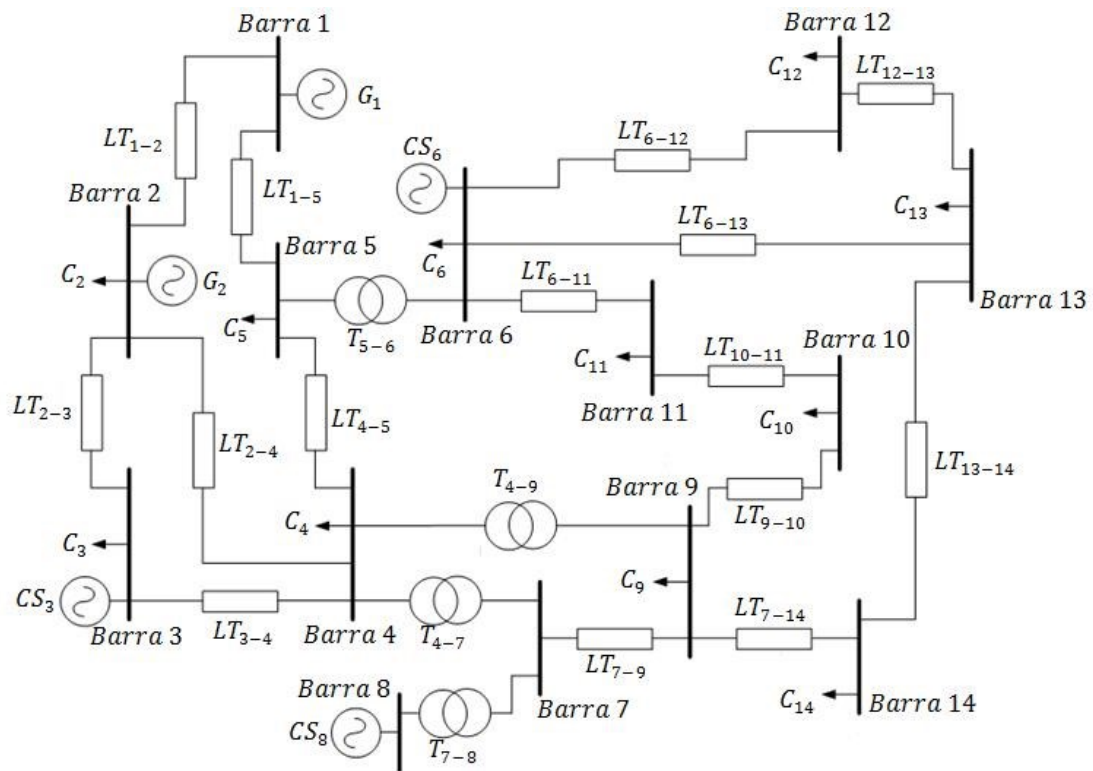 Barra 1
Barra 12
C₁₂
LT₁₂₋₁₃
G₁
LT₁₋₂
LT₆₋₁₂
CS₆
LT₁₋₅
Barra 2
C₁₃
LT₆₋₁₃
Barra 5
C₆
C₂
G₂
LT₆₋₁₁
Barra 13
C₅
T₅₋₆
Barra 6
Barra 10
C₁₁
LT₁₀₋₁₁
LT₂₋₃
LT₄₋₅
Barra 11
C₁₀
LT₂₋₄
LT₁₃₋₁₄
T₄₋₉
Barra 9
LT₉₋₁₀
C₄
C₃
C₉
CS₃
LT₇₋₁₄
Barra 3
LT₃₋₄
Barra 4
T₄₋₇
LT₇₋₉
Barra 8
C₁₄
Barra 14
Barra 7
CS₈
T₇₋₈